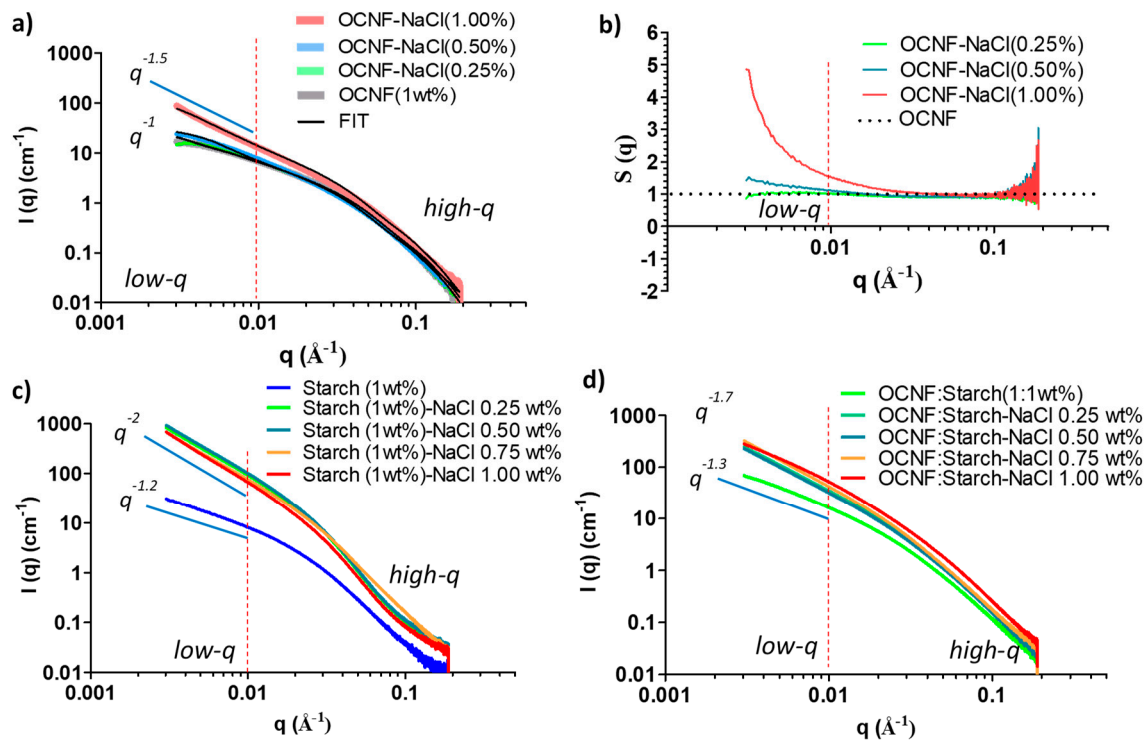 a)
OCNF-NaCl(1.00%)
OCNF-NaCl(0.50%)
OCNF-NaCl(0.25%)
OCNF(1wt%)
FIT
1000
100
10
1
0.1
0.01
q^-1.5
q^-1
high-q
low-q
0.001
0.01
0.1
I (q) (cm^-1)
q (Å^-1)
b)
OCNF-NaCl(0.25%)
OCNF-NaCl(0.50%)
OCNF-NaCl(1.00%)
OCNF
6
5
4
3
2
1
0
-1
-2
low-q
0.01
0.1
S (q)
q (Å^-1)
c)
Starch (1wt%)
Starch (1wt%)-NaCl 0.25 wt%
Starch (1wt%)-NaCl 0.50 wt%
Starch (1wt%)-NaCl 0.75 wt%
Starch (1wt%)-NaCl 1.00 wt%
1000
100
10
1
0.1
0.01
q^-2
q^-1.2
high-q
low-q
0.001
0.01
0.1
I (q) (cm^-1)
q (Å^-1)
d)
OCNF:Starch(1:1wt%)
OCNF:Starch-NaCl 0.25 wt%
OCNF:Starch-NaCl 0.50 wt%
OCNF:Starch-NaCl 0.75 wt%
OCNF:Starch-NaCl 1.00 wt%
1000
100
10
1
0.1
0.01
q^-1.7
q^-1.3
low-q
high-q
0.001
0.01
0.1
I (q) (cm^-1)
q (Å^-1)